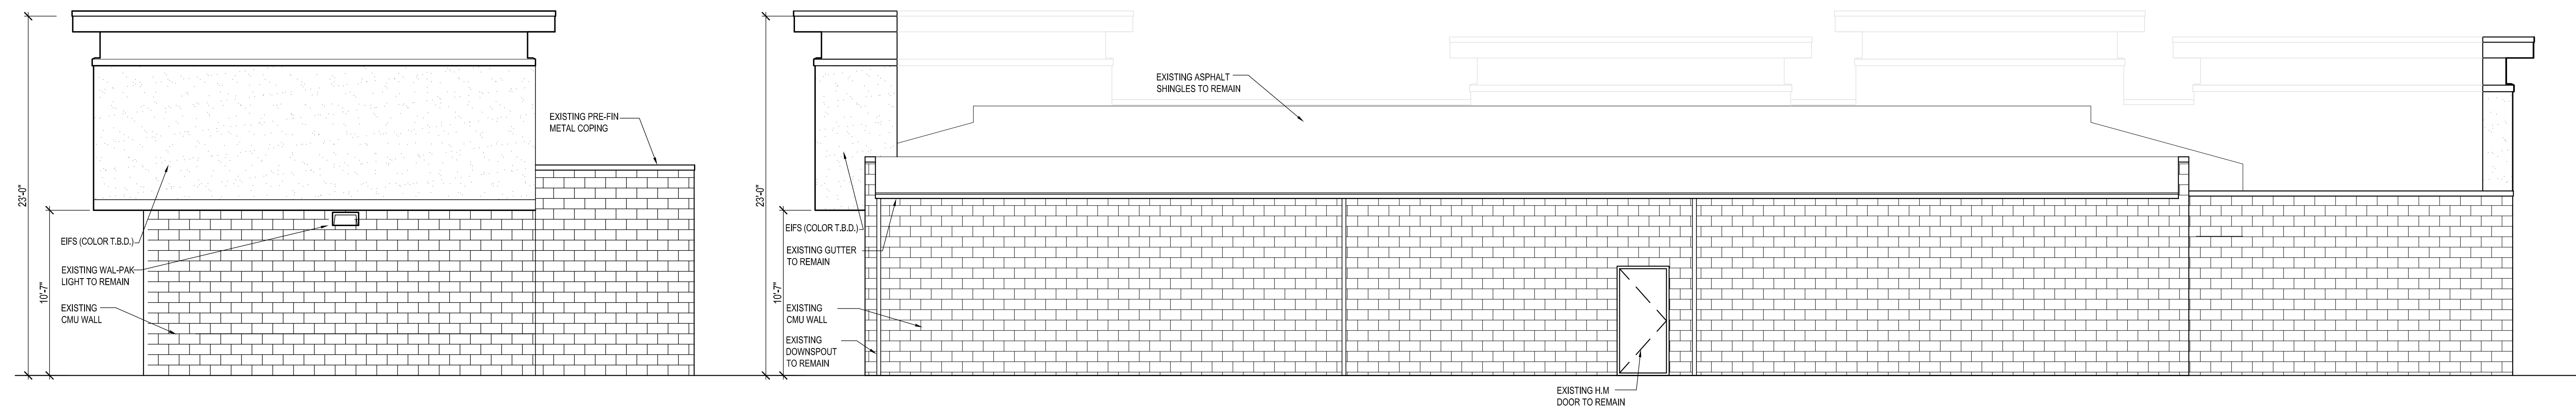 23'-0"
10'-7"
EIFS (COLOR T.B.D.)
EXISTING WAL-PAK
LIGHT TO REMAIN
EXISTING
CMU WALL
EXISTING PRE-FIN
METAL COPING
23'-0"
10'-7"
EIFS (COLOR T.B.D.)
EXISTING GUTTER
TO REMAIN
EXISTING
CMU WALL
EXISTING
DOWNSPOUT
TO REMAIN
EXISTING ASPHALT
SHINGLES TO REMAIN
EXISTING H.M
DOOR TO REMAIN